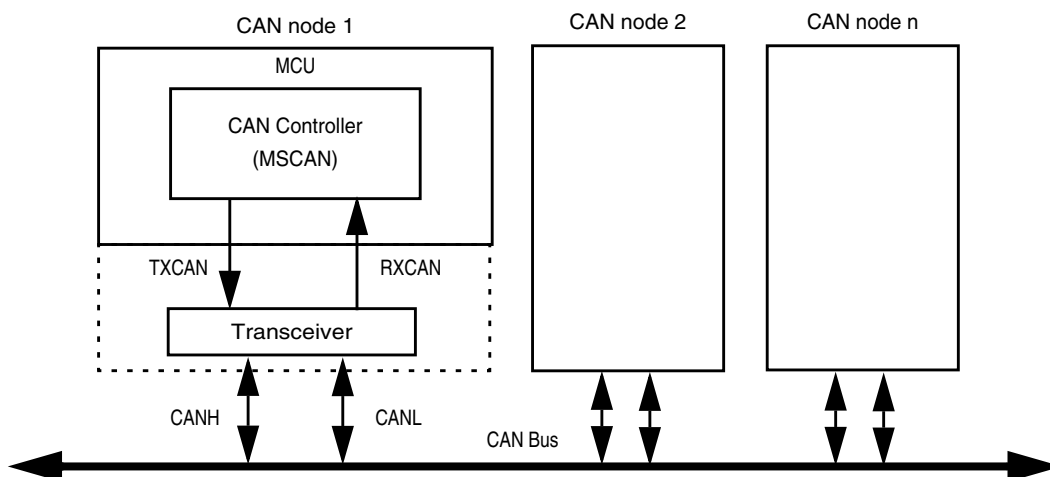 CAN node 1
CAN node 2
CAN node n
MCU
CAN Controller
(MSCAN)
TXCAN
RXCAN
Transceiver
CANH
CANL
CAN Bus